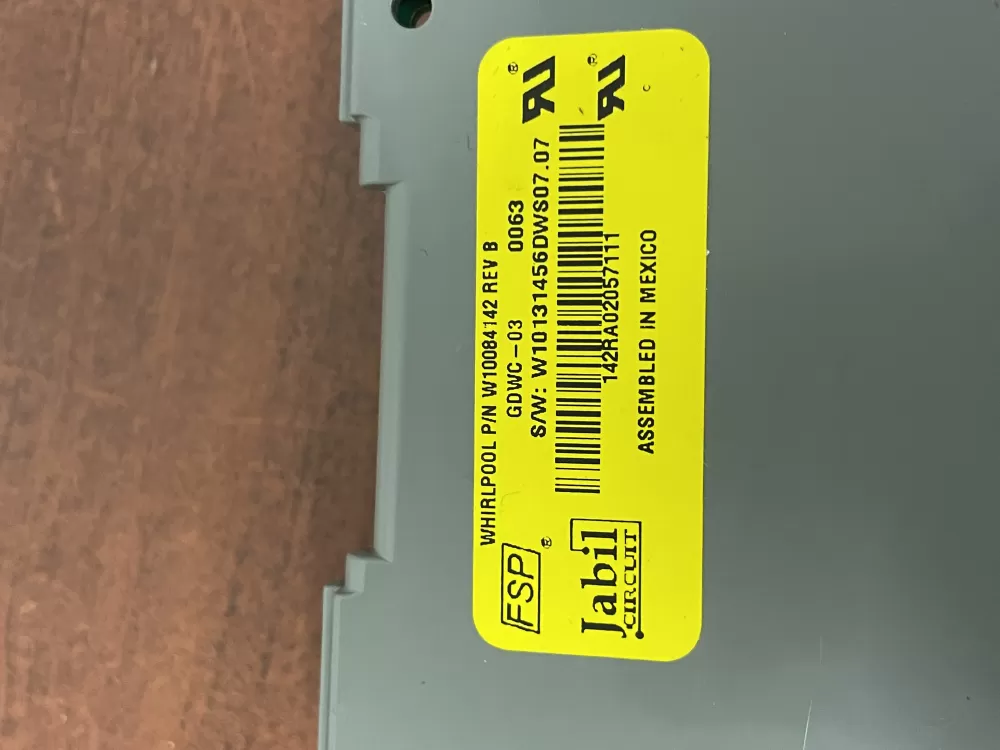 WHIRLPOOL P/N W10084142 REV B
GDWC-03 0063
S/W: W10131456DWS07.07
142RA02057111
ASSEMBLED IN MEXICO
FSP®
Jabil
CIRCUIT
®
®
c